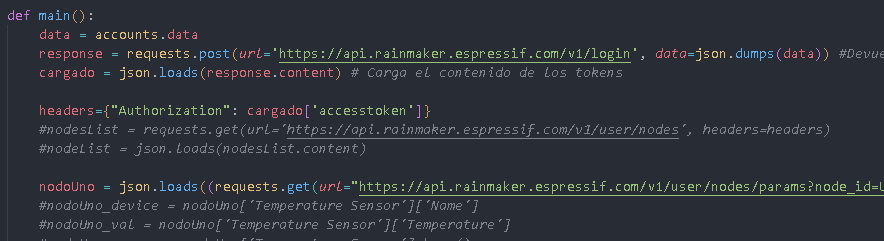 def main():
    data = accounts.data
    response = requests.post(url='https://api.rainmaker.espressif.com/v1/login', data=json.dumps(data)) #Devue
    cargado = json.loads(response.content) # Carga el contenido de los tokens
    headers={"Authorization": cargado['accesstoken']}
    #nodesList = requests.get(url='https://api.rainmaker.espressif.com/v1/user/nodes', headers=headers)
    #nodeList = json.loads(nodesList.content)
    nodoUno = json.loads((requests.get(url="https://api.rainmaker.espressif.com/v1/user/nodes/params?node_id=U
    #nodoUno_device = nodoUno['Temperature Sensor']['Name']
    #nodoUno_val = nodoUno['Temperature Sensor']['Temperature']